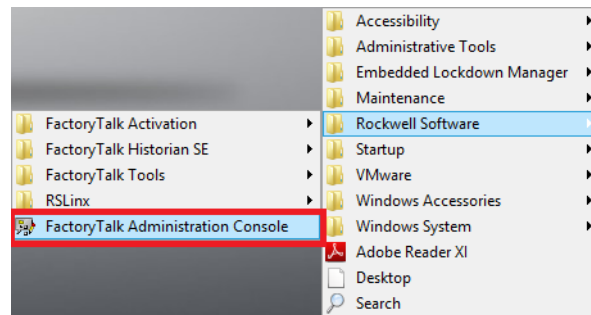 Accessibility
Administrative Tools
Embedded Lockdown Manager
Maintenance
Rockwell Software
Startup
VMware
Windows Accessories
Windows System
Adobe Reader XI
Desktop
Search
FactoryTalk Activation
FactoryTalk Historian SE
FactoryTalk Tools
RSLinx
FactoryTalk Administration Console